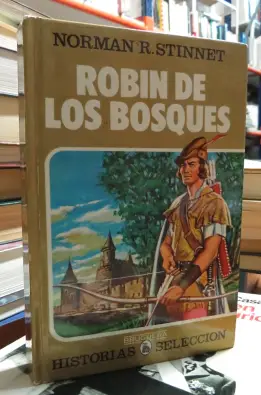 NORMAN R. STINNET
ROBIN DE
LOS BOSQUES
HISTORIAS SELECCION